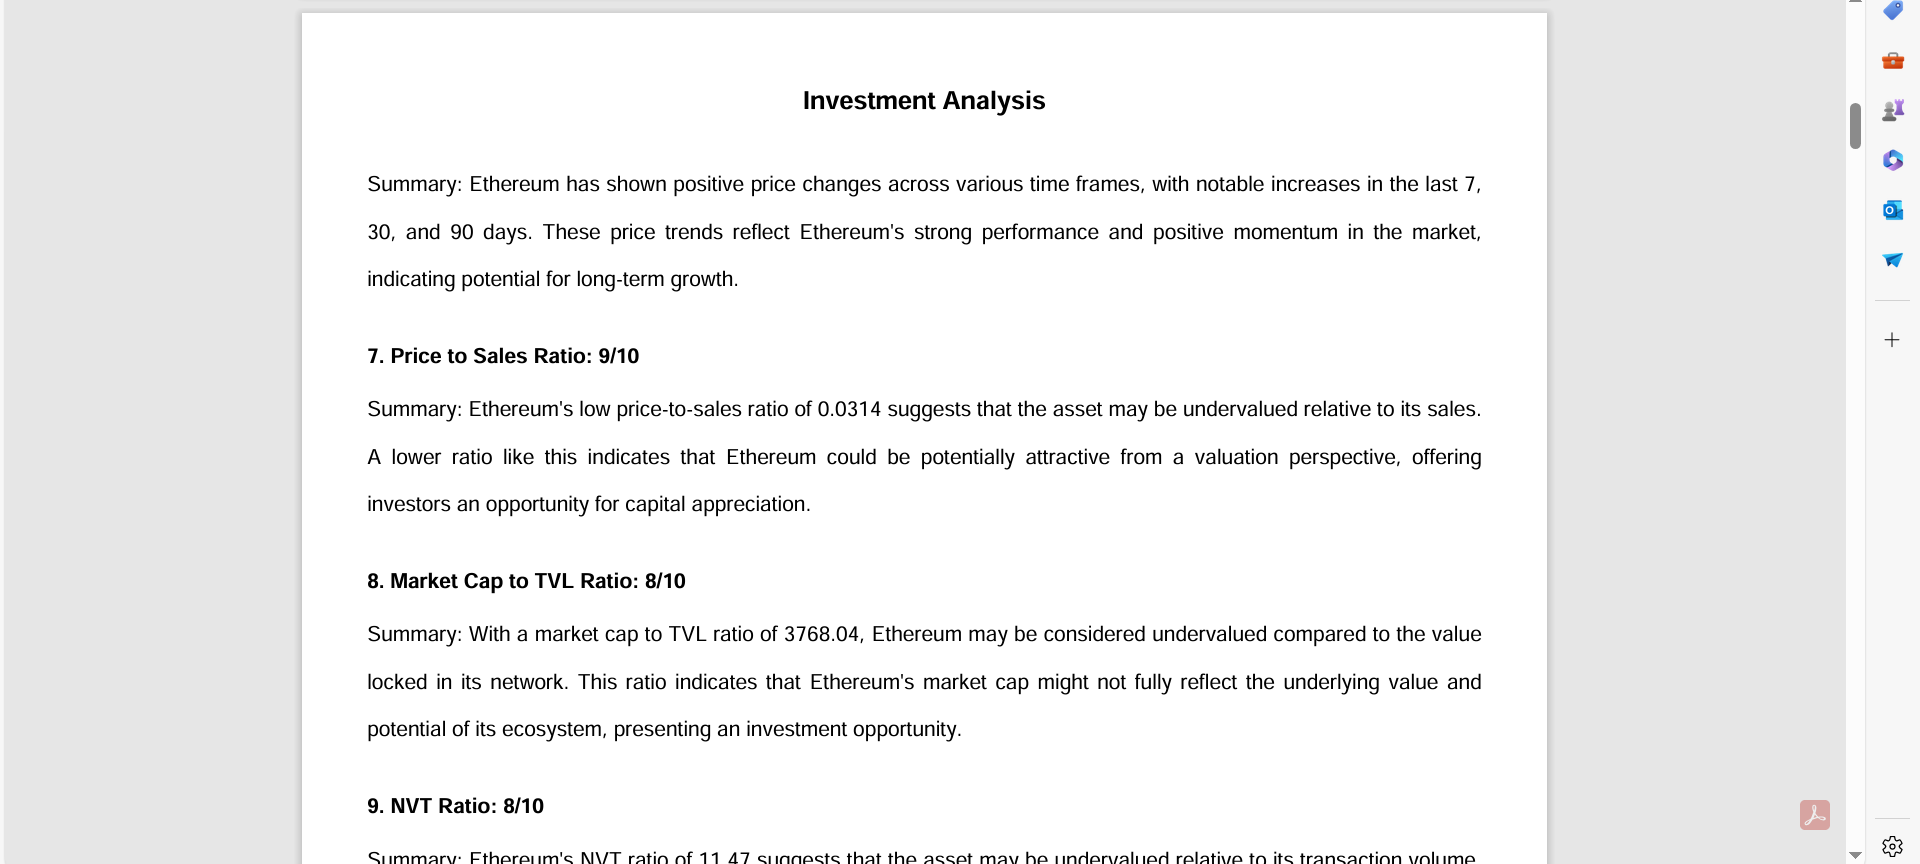 Investment Analysis
Summary: Ethereum has shown positive price changes across various time frames, with notable increases in the last 7,
30, and 90 days. These price trends reflect Ethereum's strong performance and positive momentum in the market,
indicating potential for long-term growth.
7. Price to Sales Ratio: 9/10
Summary: Ethereum's low price-to-sales ratio of 0.0314 suggests that the asset may be undervalued relative to its sales.
A lower ratio like this indicates that Ethereum could be potentially attractive from a valuation perspective, offering
investors an opportunity for capital appreciation.
8. Market Cap to TVL Ratio: 8/10
Summary: With a market cap to TVL ratio of 3768.04, Ethereum may be considered undervalued compared to the value
locked in its network. This ratio indicates that Ethereum's market cap might not fully reflect the underlying value and
potential of its ecosystem, presenting an investment opportunity.
9. NVT Ratio: 8/10
Summary: Ethereum's NVT ratio of 11.47 suggests that the asset may be undervalued relative to its transaction volume.